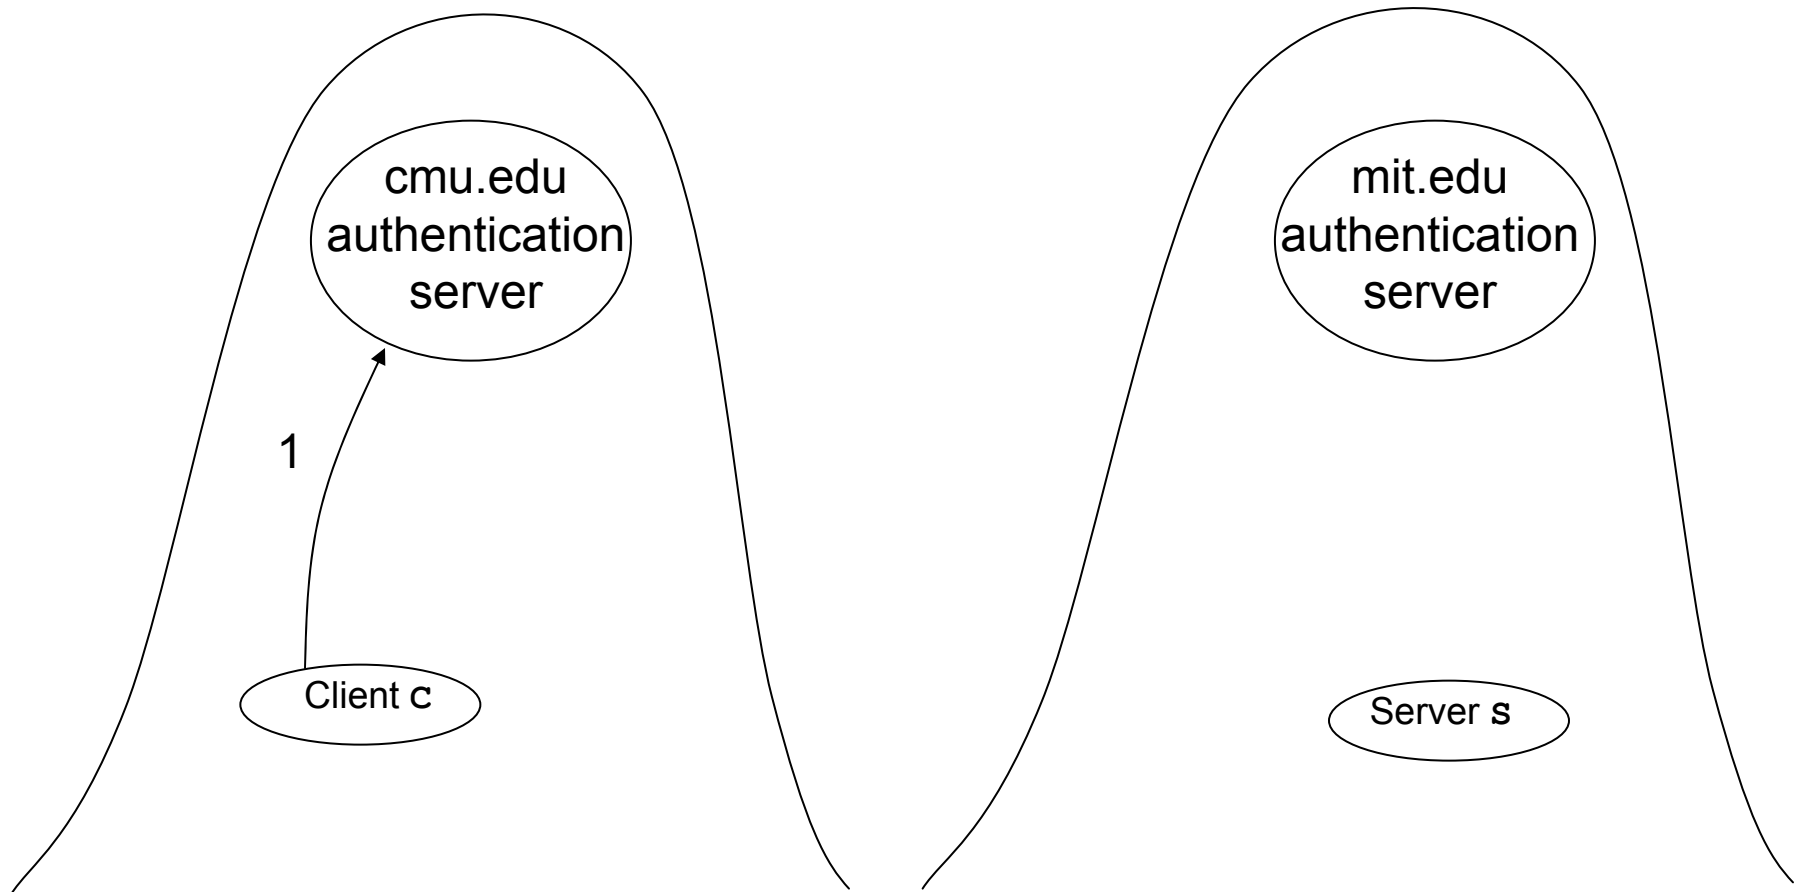 cmu.edu
authentication
server
mit.edu
authentication
server
1
Client c
Server s